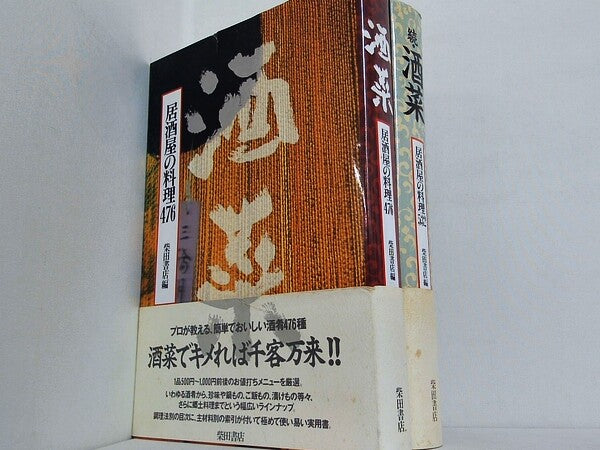 酒菜
居酒屋の料理476
柴田書店編
プロが教える、簡単でおいしい酒肴476種
酒菜でキメれば千客万来!!
1品500円〜1,000円前後のお値打ちメニューを厳選。
いわゆる酒肴から、珍味や鍋もの、ご飯もの、漬けもの等々、
さらに郷土料理までという幅広いラインナップ。
調理法別の目次に、主材料別の索引が付いて極めて使い易い実用書。
柴田書店
酒菜
居酒屋の料理476
柴田書店編
柴田書店
続・酒菜
居酒屋の料理
柴田書店編
柴田書店